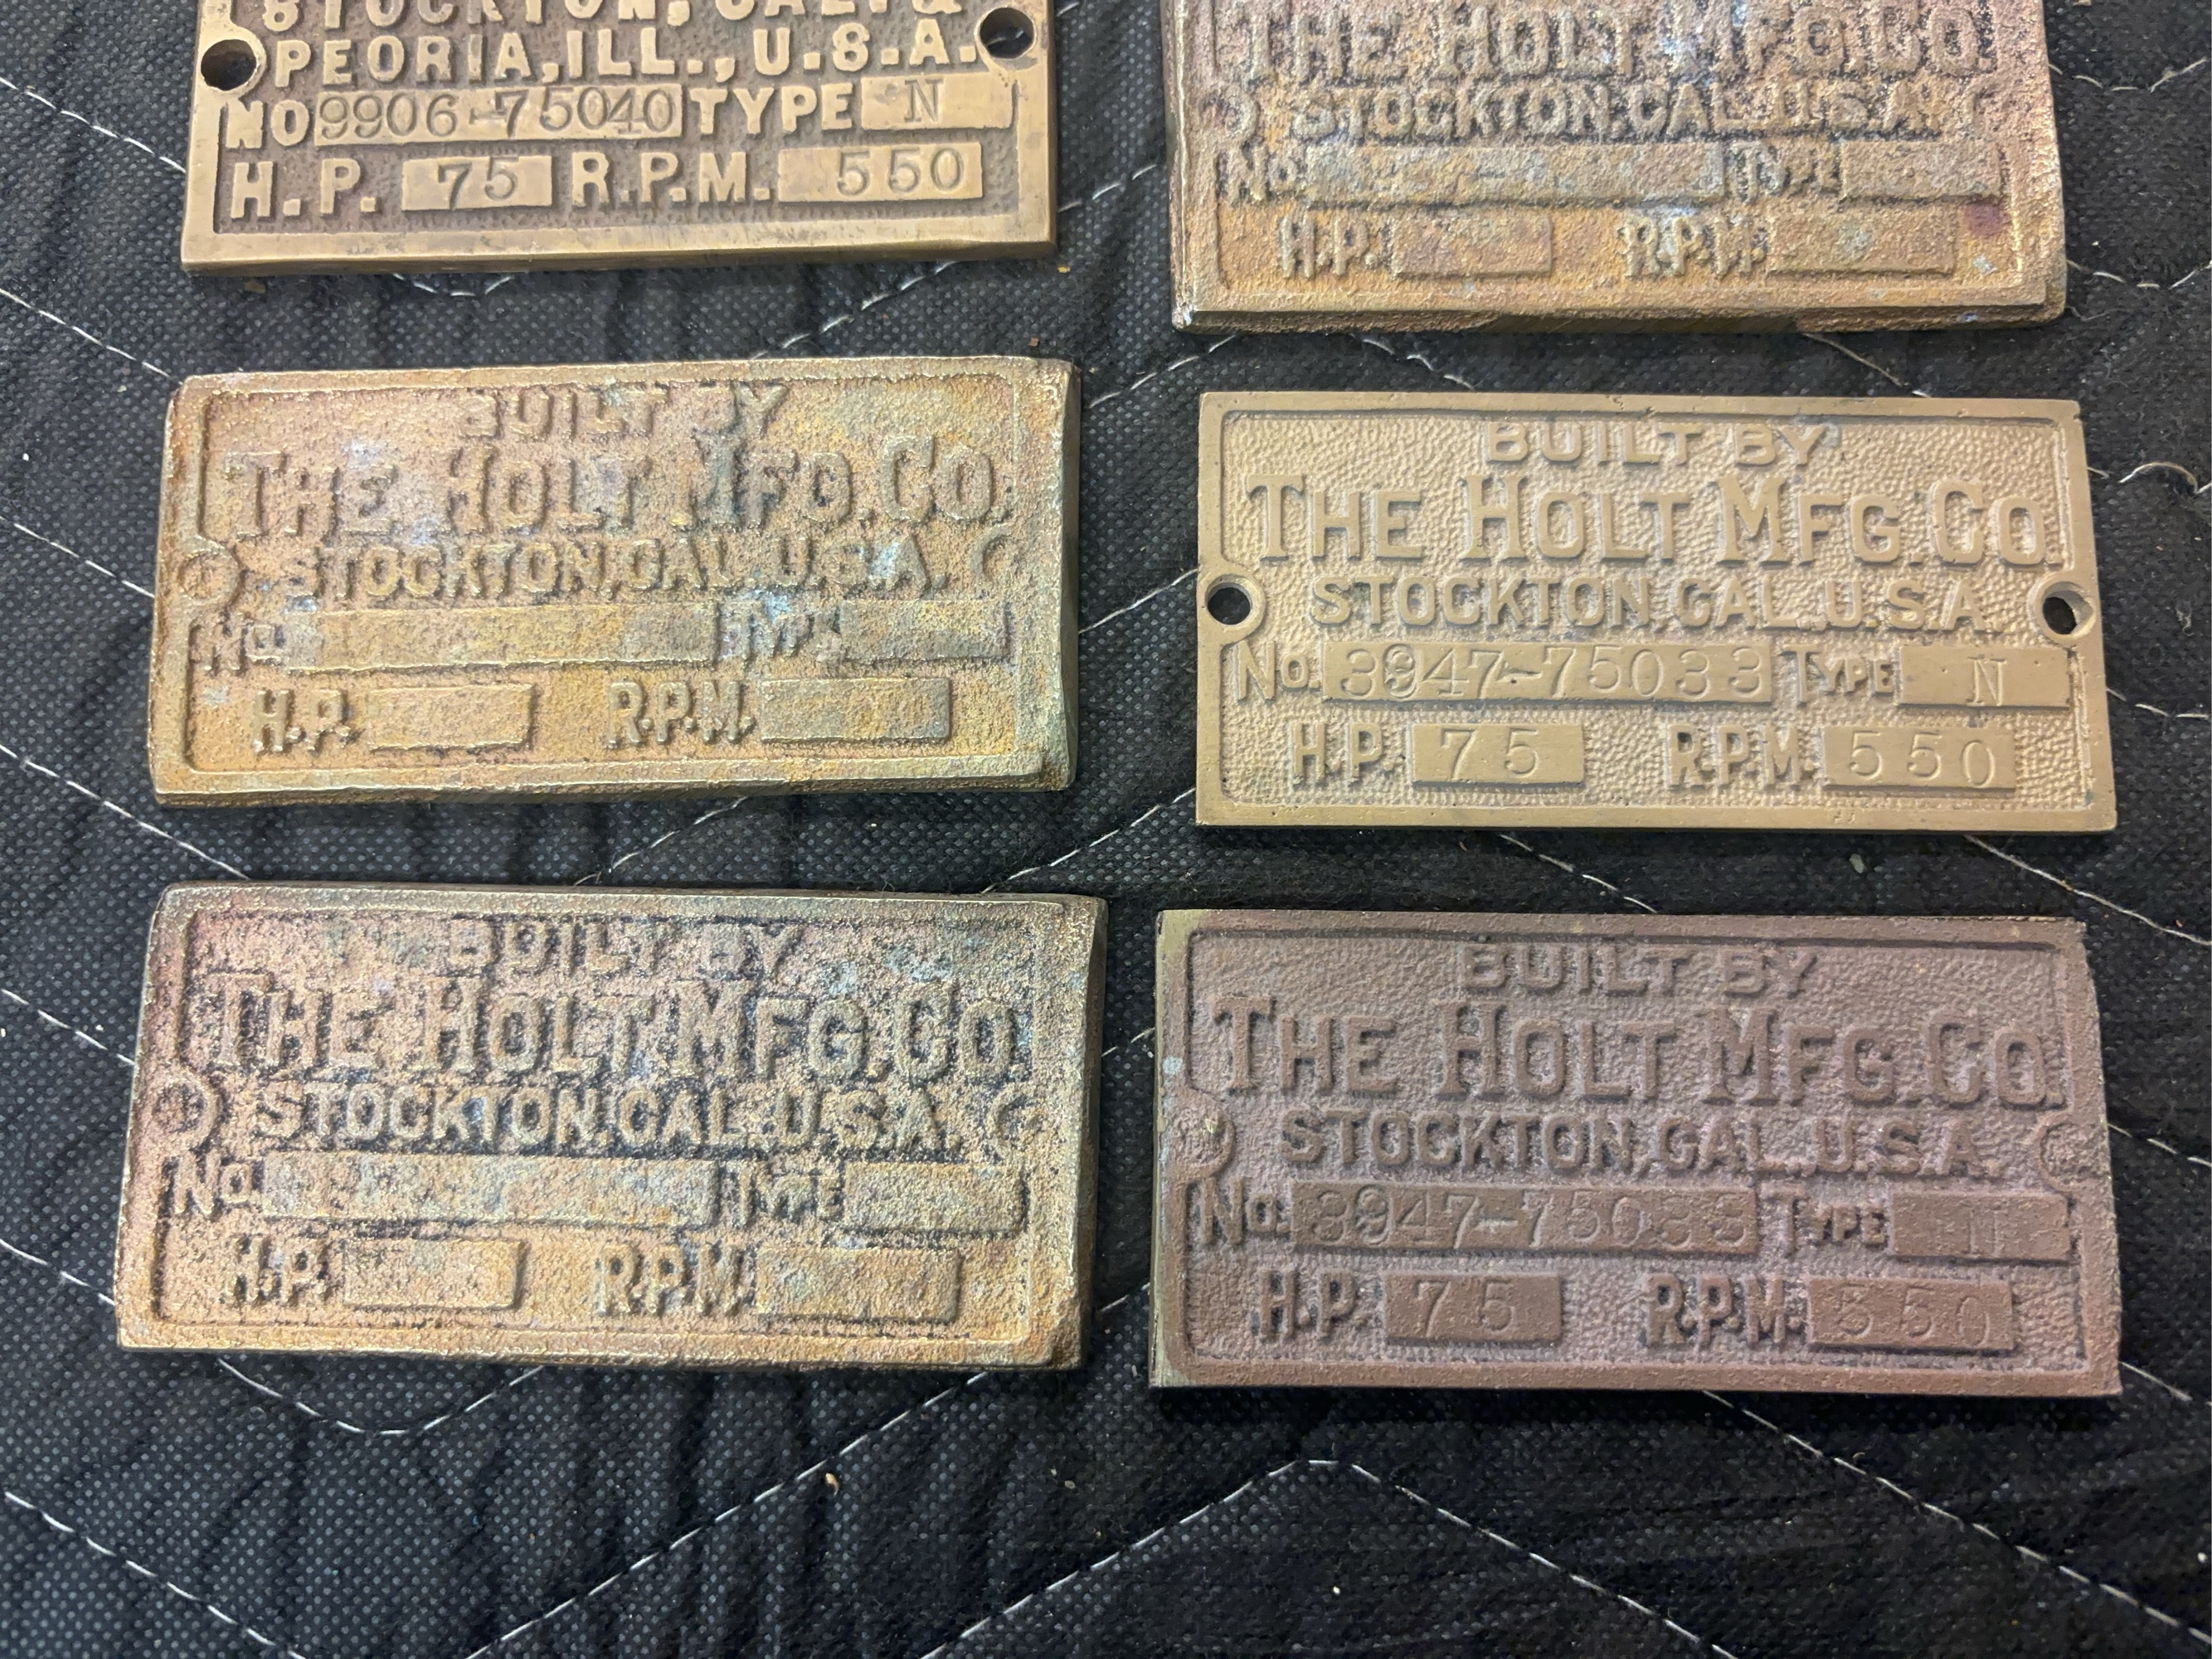 STOCKTON, CAL. &
PEORIA, ILL., U.S.A.
NO 9906-75040 TYPE N
H.P. 75 R.P.M. 550
THE HOLT MFG. CO.
STOCKTON, CAL. U.S.A.
No. TYPE
H.P. R.P.M.
BUILT BY
THE HOLT MFG. CO.
STOCKTON, CAL. U.S.A.
No. TYPE
H.P. R.P.M.
BUILT BY
THE HOLT MFG. CO.
STOCKTON, CAL. U.S.A.
No. 3947-75033 TYPE N
H.P. 75 R.P.M. 550
BUILT BY
THE HOLT MFG. CO.
STOCKTON, CAL. U.S.A.
No. TYPE
H.P. R.P.M.
BUILT BY
THE HOLT MFG. CO.
STOCKTON, CAL. U.S.A.
No. 3947-75033 TYPE N
H.P. 75 R.P.M. 550